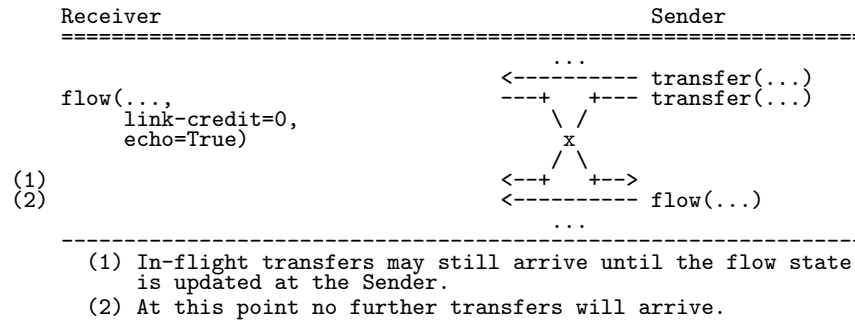 Receiver                                        Sender
================================================================
                                        ...
                                   <----------- transfer(...)
flow(...,                          ---+   +--- transfer(...)
     link-credit=0,                    \ /
     echo=True)                         x
                                       / \
(1)                                <--+   +-->
(2)                                <----------- flow(...)
                                        ...
----------------------------------------------------------------
(1) In-flight transfers may still arrive until the flow state
is updated at the Sender.
(2) At this point no further transfers will arrive.